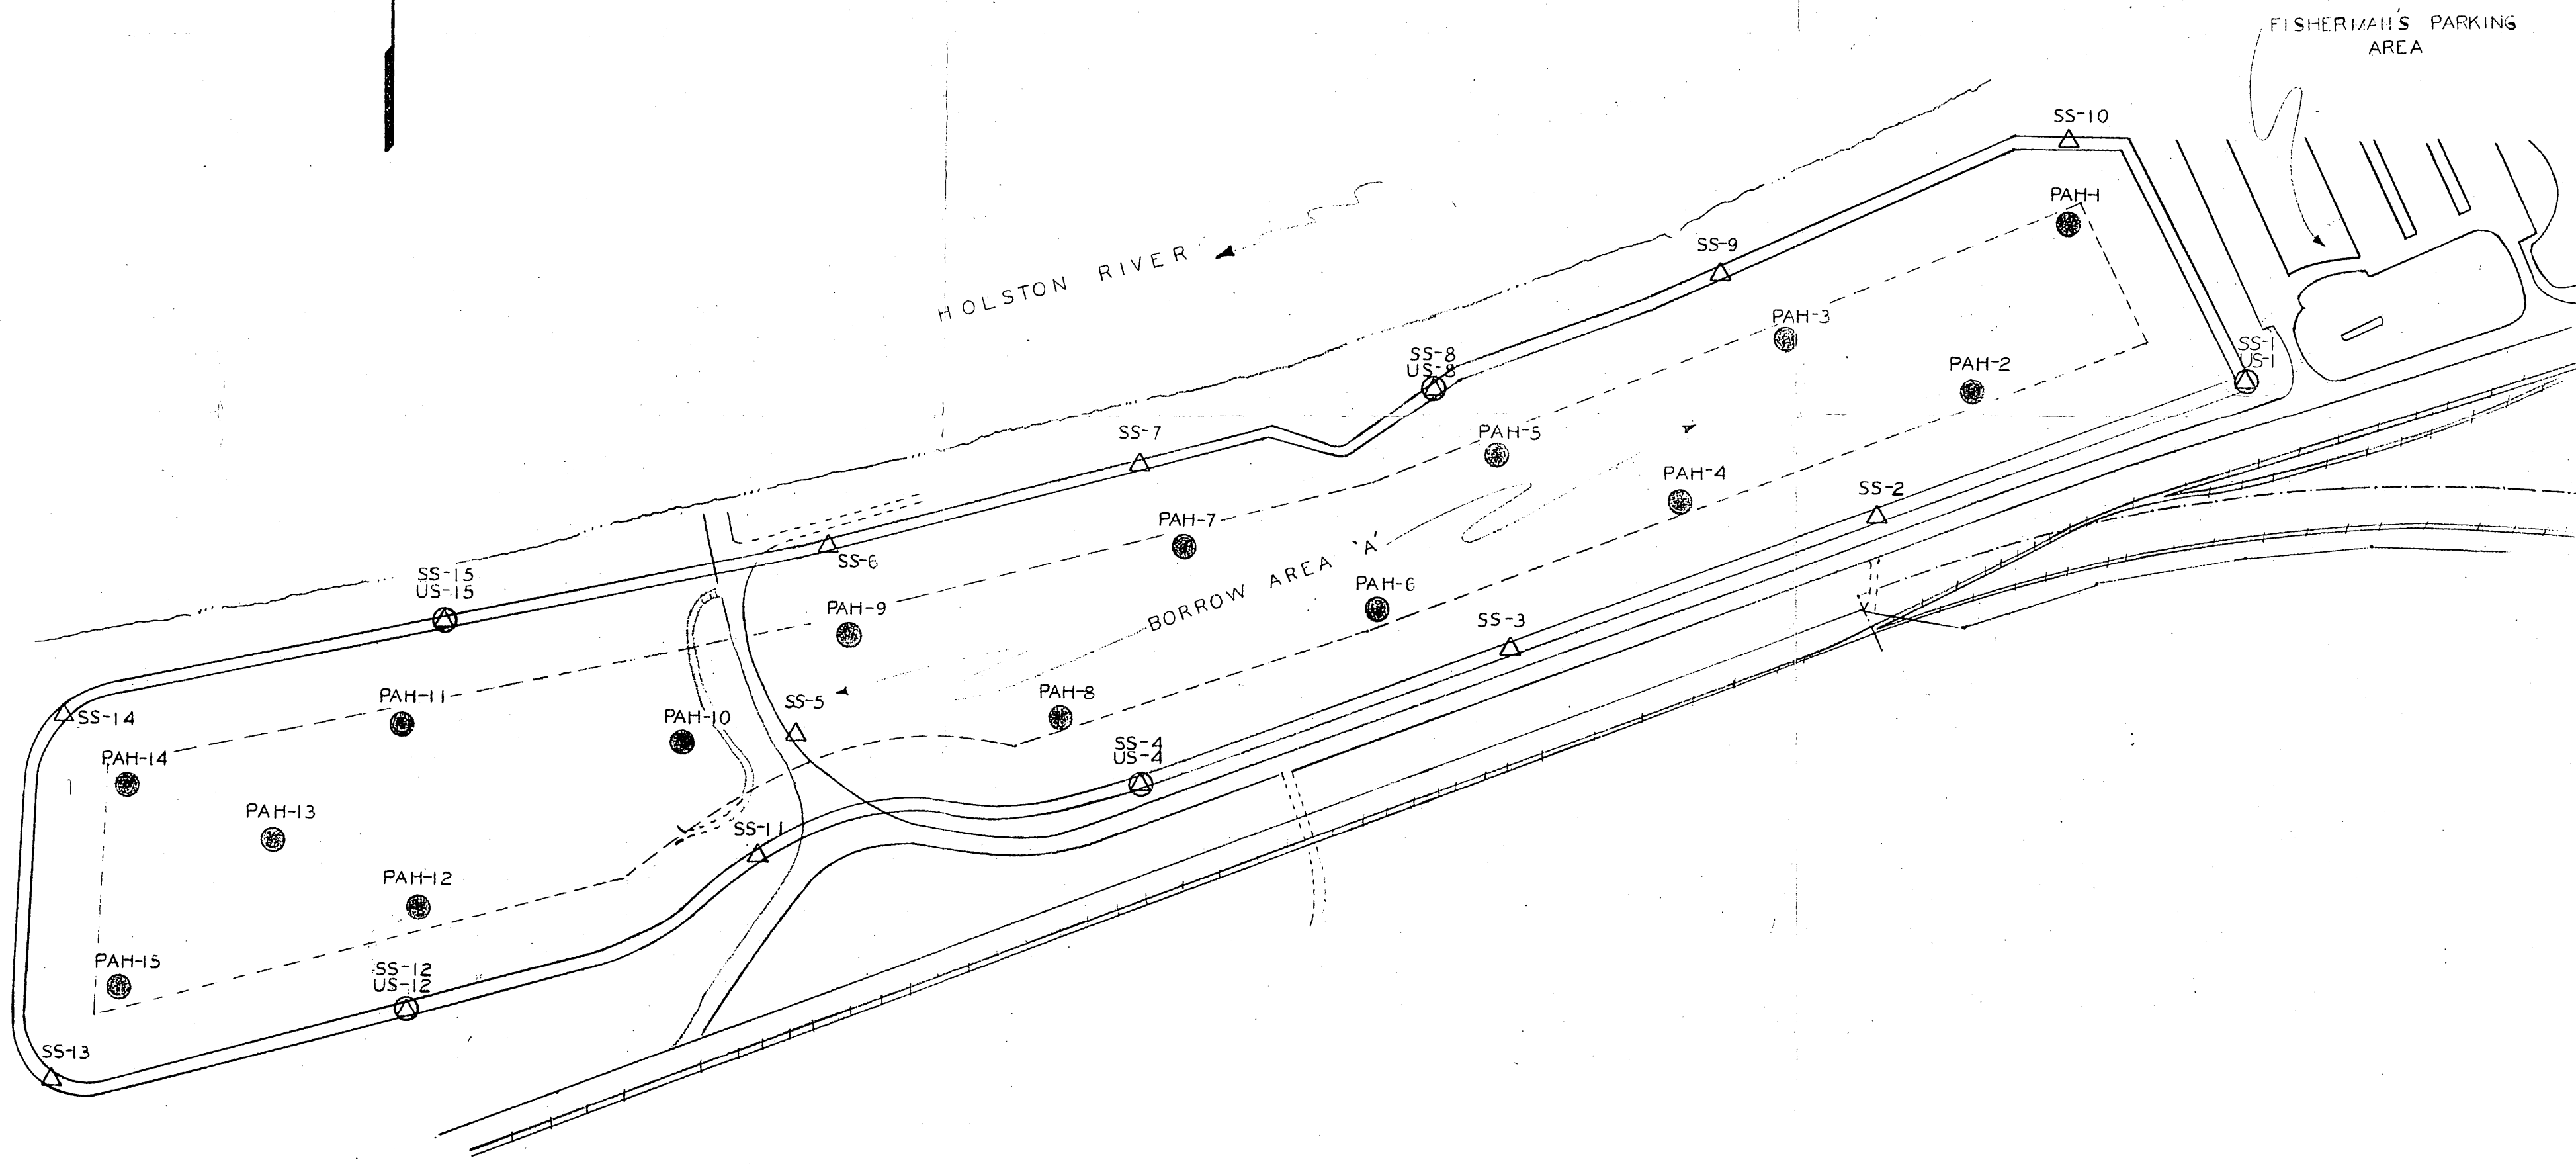 FISHERMAN'S PARKING
AREA
SS-10
PAH-1
SS-9
HOLSTON RIVER
PAH-3
SS-1
US-1
SS-8
US-8
PAH-2
SS-7
PAH-5
PAH-4
SS-2
PAH-7
BORROW AREA 'A'
SS-6
SS-15
US-15
PAH-6
PAH-9
SS-3
PAH-11
PAH-8
SS-14
PAH-10
SS-5
SS-4
US-4
PAH-14
PAH-13
SS-11
PAH-12
PAH-15
SS-12
US-12
SS-13